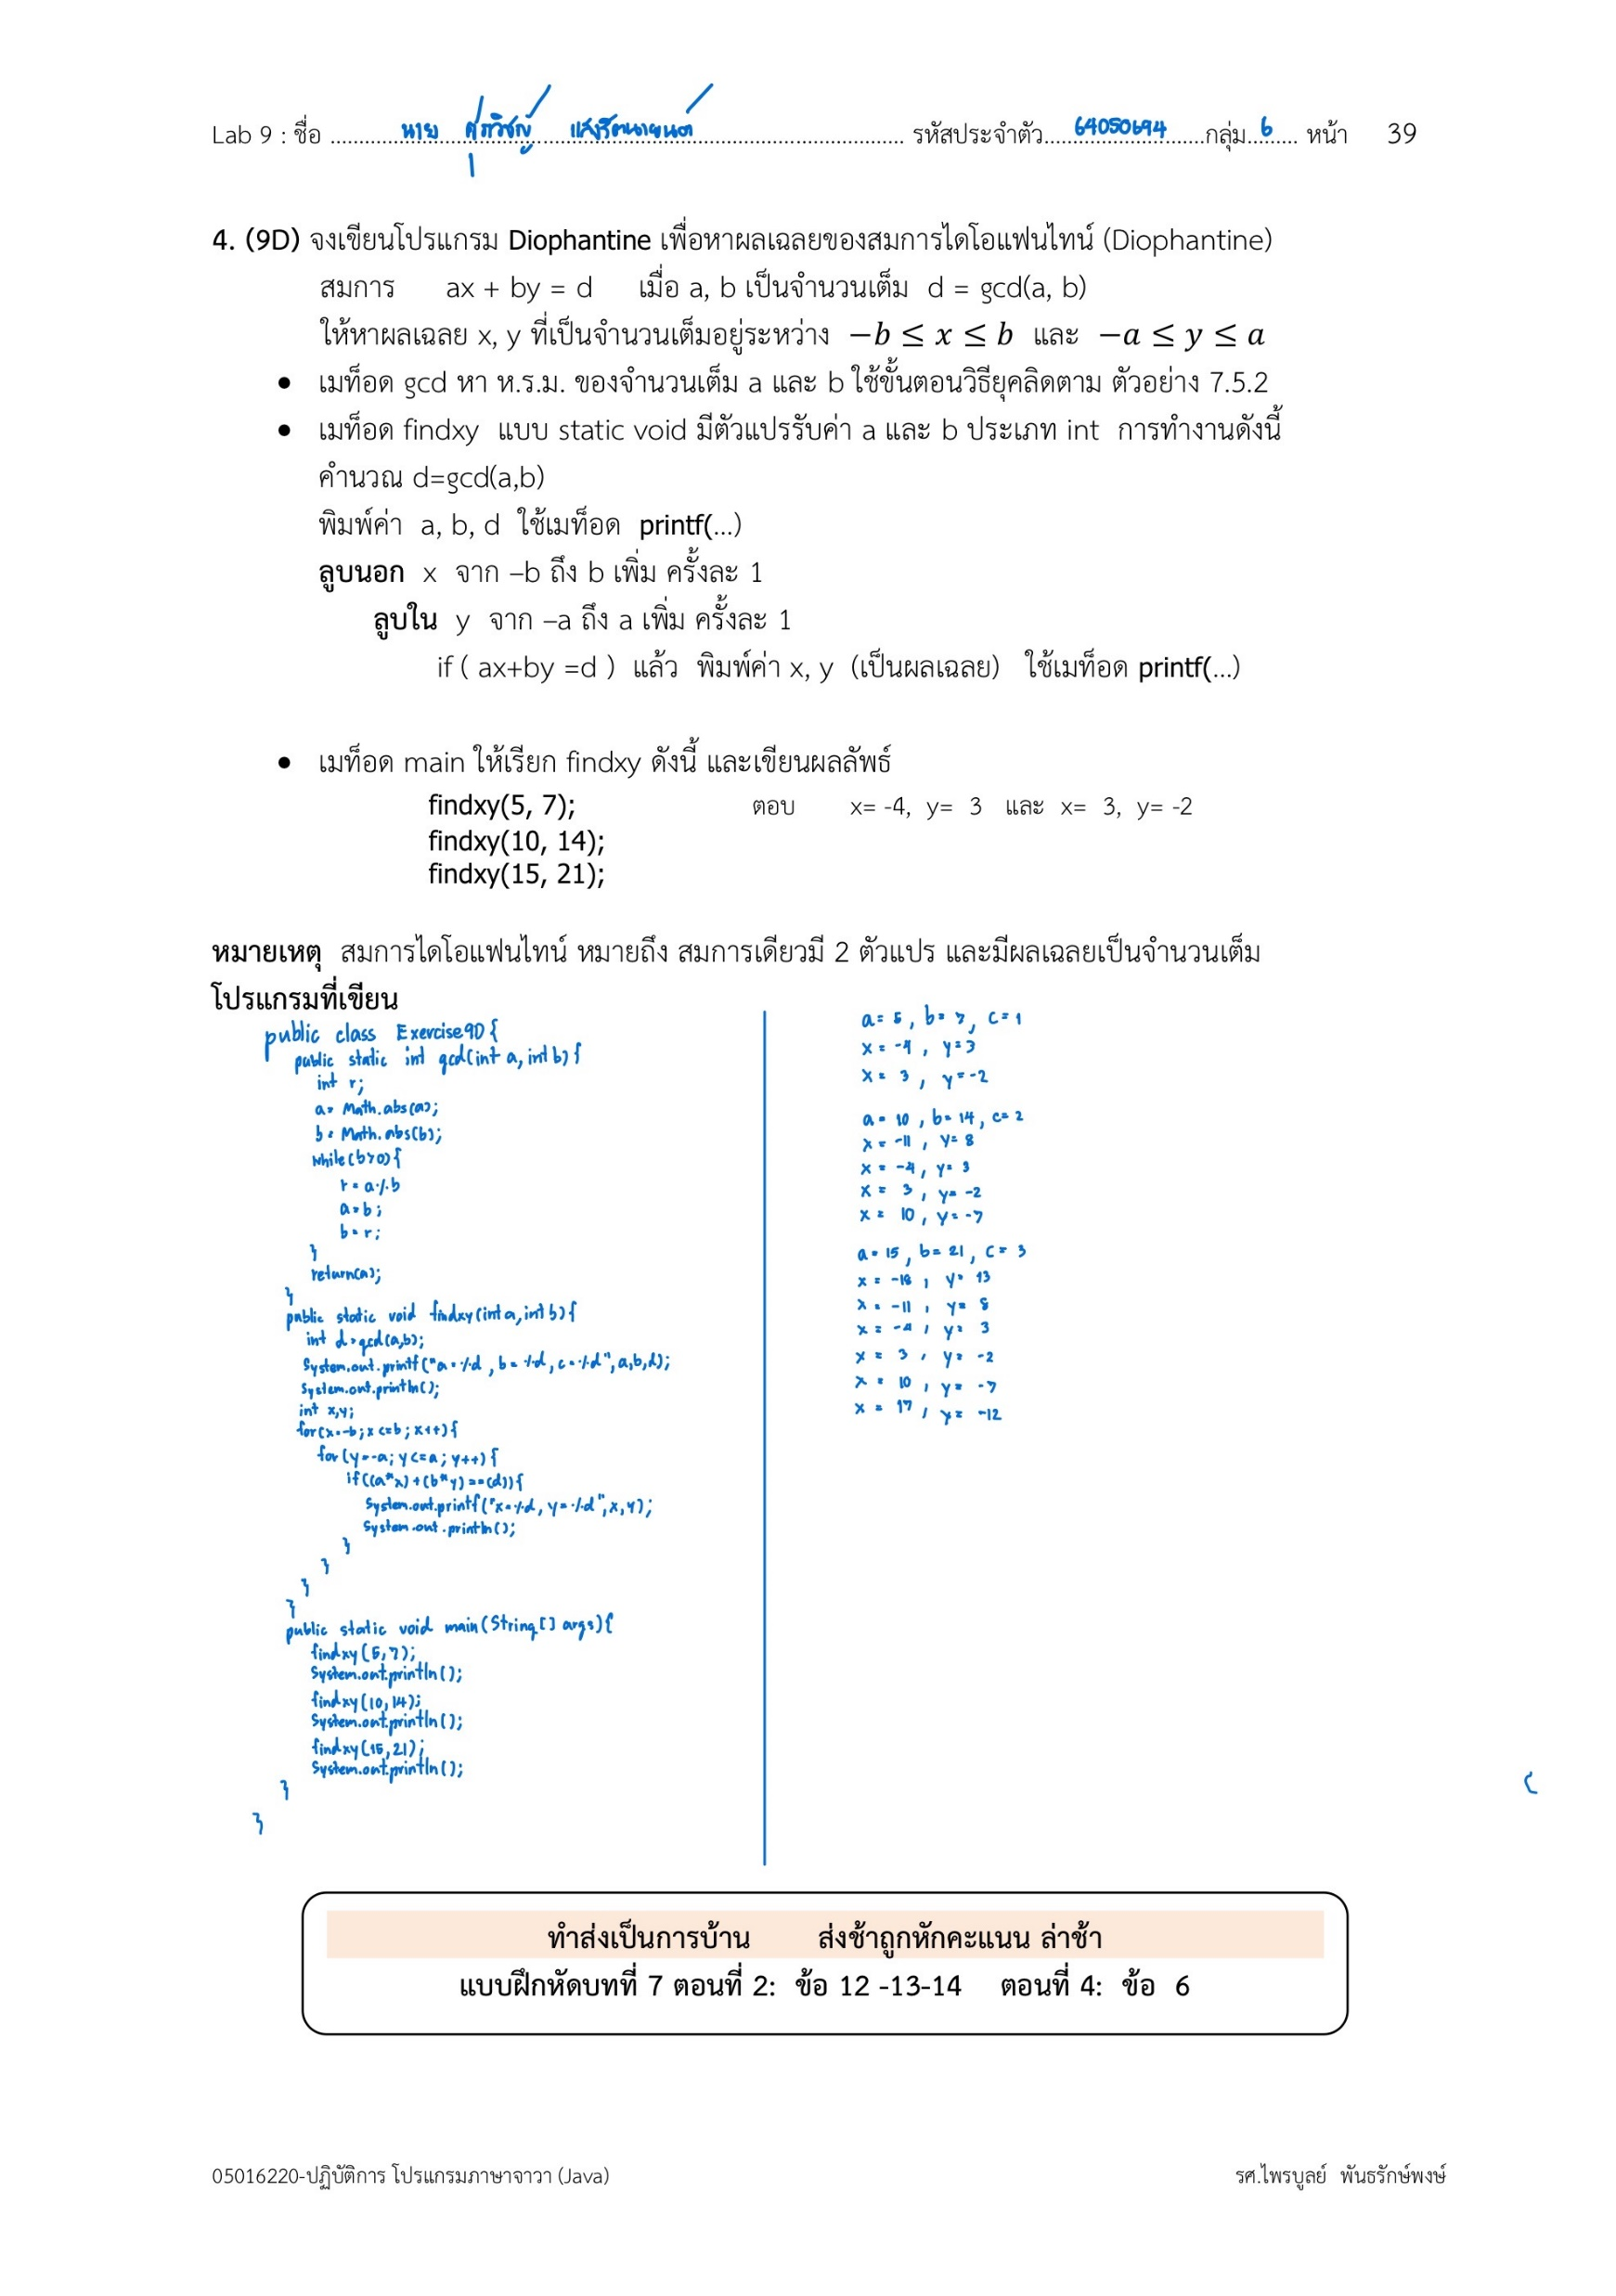 Lab 9 : ชื่อ นาย ศุภวิชญ์ รหัสประจำตัว 64050694 กลุ่ม 6 หน้า 39
4. (9D) จงเขียนโปรแกรม Diophantine เพื่อหาผลเฉลยของสมการไดโอแฟนไทน์ (Diophantine)
สมการ ax + by = d เมื่อ a, b เป็นจำนวนเต็ม d = gcd(a, b)
ให้หาผลเฉลย x, y ที่เป็นจำนวนเต็มอยู่ระหว่าง −b ≤ x ≤ b และ −a ≤ y ≤ a
• เมท็อด gcd หา ห.ร.ม. ของจำนวนเต็ม a และ b ใช้ขั้นตอนวิธียุคลิดตาม ตัวอย่าง 7.5.2
• เมท็อด findxy แบบ static void มีตัวแปรรับค่า a และ b ประเภท int การทำงานดังนี้
คำนวณ d=gcd(a,b)
พิมพ์ค่า a, b, d ใช้เมท็อด printf(...)
ลูบนอก x จาก –b ถึง b เพิ่ม ครั้งละ 1
ลูบใน y จาก –a ถึง a เพิ่ม ครั้งละ 1
if ( ax+by =d ) แล้ว พิมพ์ค่า x, y (เป็นผลเฉลย) ใช้เมท็อด printf(...)
• เมท็อด main ให้เรียก findxy ดังนี้ และเขียนผลลัพธ์
findxy(5, 7); ตอบ x= -4, y= 3 และ x= 3, y= -2
findxy(10, 14);
findxy(15, 21);
หมายเหตุ สมการไดโอแฟนไทน์ หมายถึง สมการเดียวมี 2 ตัวแปร และมีผลเฉลยเป็นจำนวนเต็ม
โปรแกรมที่เขียน
public class Exercise9D {
public static int gcd(int a, int b) {
int r;
a= Math.abs(a);
b= Math.abs(b);
while(b>0){
r = a%b
a=b;
b=r;
}
return(a);
}
public static void findxy(int a, int b){
int d=gcd(a,b);
System.out.printf("a=%d , b=%d, c=%d", a,b,d);
System.out.println();
int x,y;
for(x=-b; x<=b; x++){
for(y=-a; y<=a; y++){
if((a*x)+(b*y)==(d)){
System.out.printf("x=%d, y=%d", x, y);
System.out.println();
}
}
}
}
public static void main(String[] args){
findxy(5,7);
System.out.println();
findxy(10,14);
System.out.println();
findxy(15,21);
System.out.println();
}
}
a= 5 , b= 7, c=1
x= -4 , y=3
x= 3 , y=-2
a= 10 , b= 14, c= 2
x= -11 , y= 8
x= -4, y= 3
x= 3 , y= -2
x= 10 , y= -7
a= 15 , b= 21 , c= 3
x= -18 , y= 13
x= -11 , y= 8
x= -4 , y= 3
x= 3 , y= -2
x= 10 , y= -7
x= 17 , y= -12
ทำส่งเป็นการบ้าน ส่งช้าถูกหักคะแนน ล่าช้า
แบบฝึกหัดบทที่ 7 ตอนที่ 2: ข้อ 12 -13-14 ตอนที่ 4: ข้อ 6
05016220-ปฏิบัติการ โปรแกรมภาษาจาวา (Java) รศ.ไพรบูลย์ พันธรักษ์พงษ์